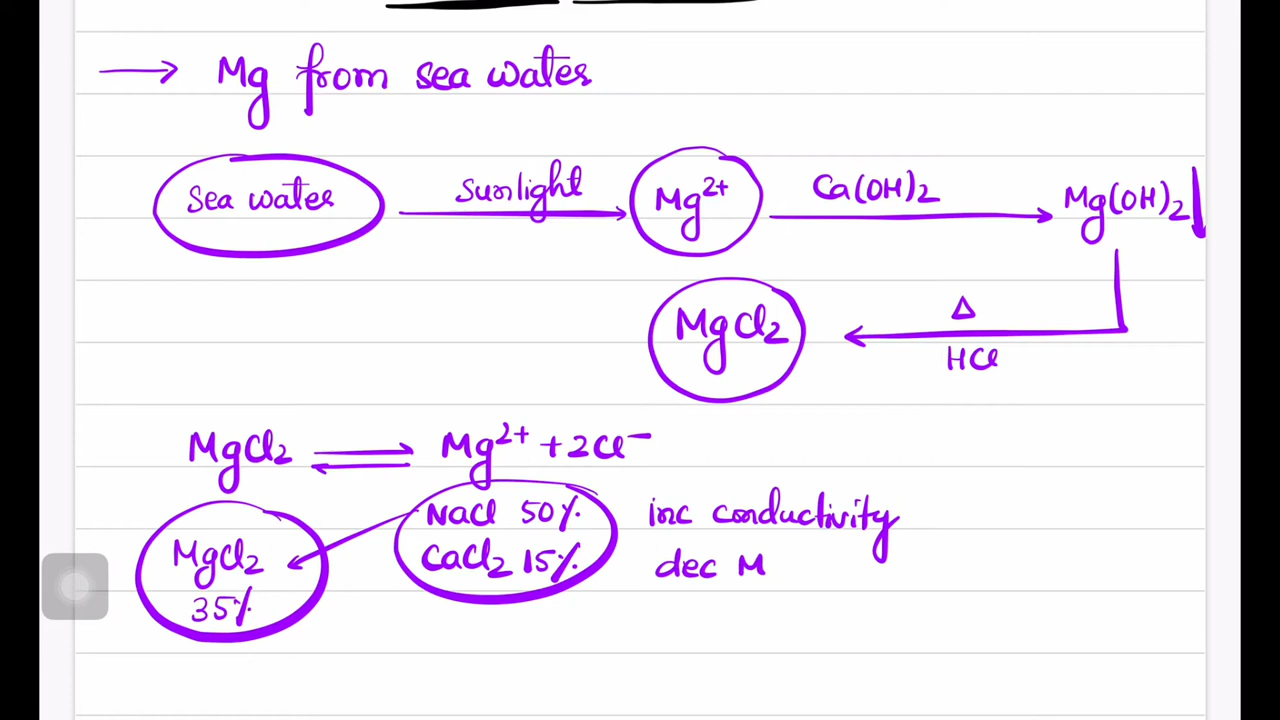 → Mg from sea water
Sea water Sunlight Mg²⁺ Ca(OH)2 Mg(OH)2↓
MgCl2 Δ HCl
MgCl2 ⇌ Mg²⁺ + 2Cl⁻
NaCl 50% inc conductivity
MgCl2 CaCl2 15% dec M
35%